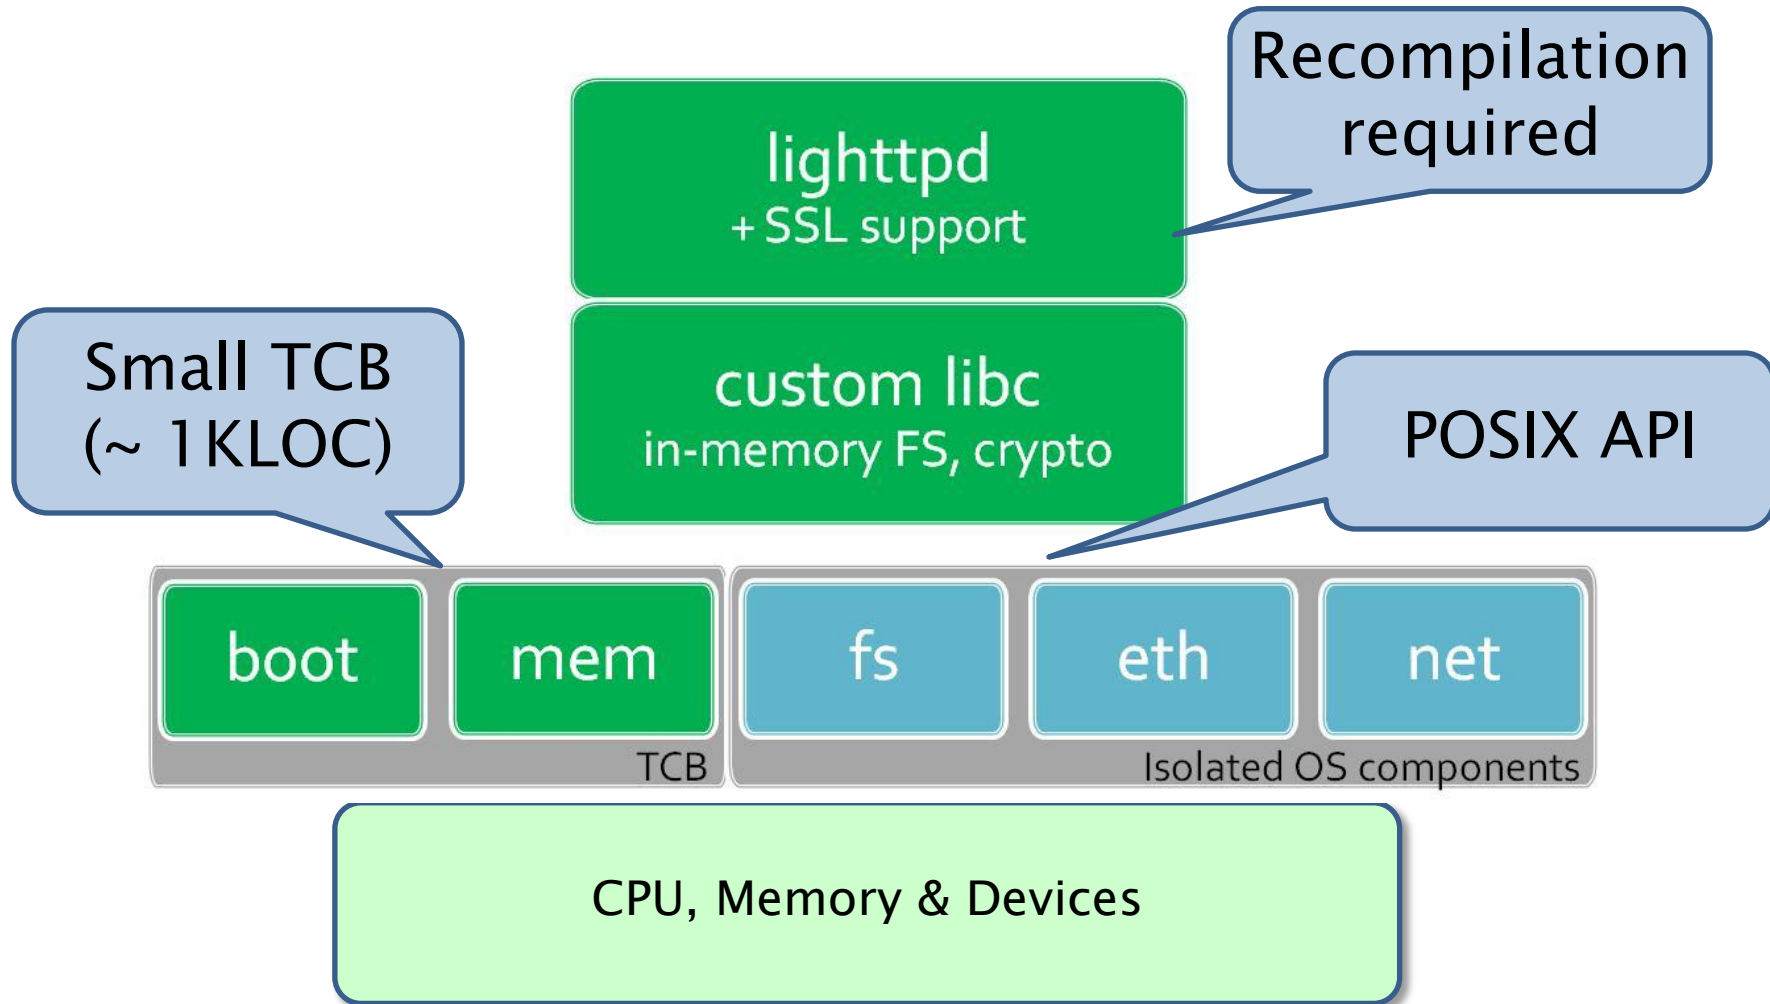 Recompilation
required
lighttpd
+ SSL support
Small TCB
(~ 1KLOC)
custom libc
in-memory FS, crypto
POSIX API
boot
mem
fs
eth
net
TCB
Isolated OS components
CPU, Memory & Devices